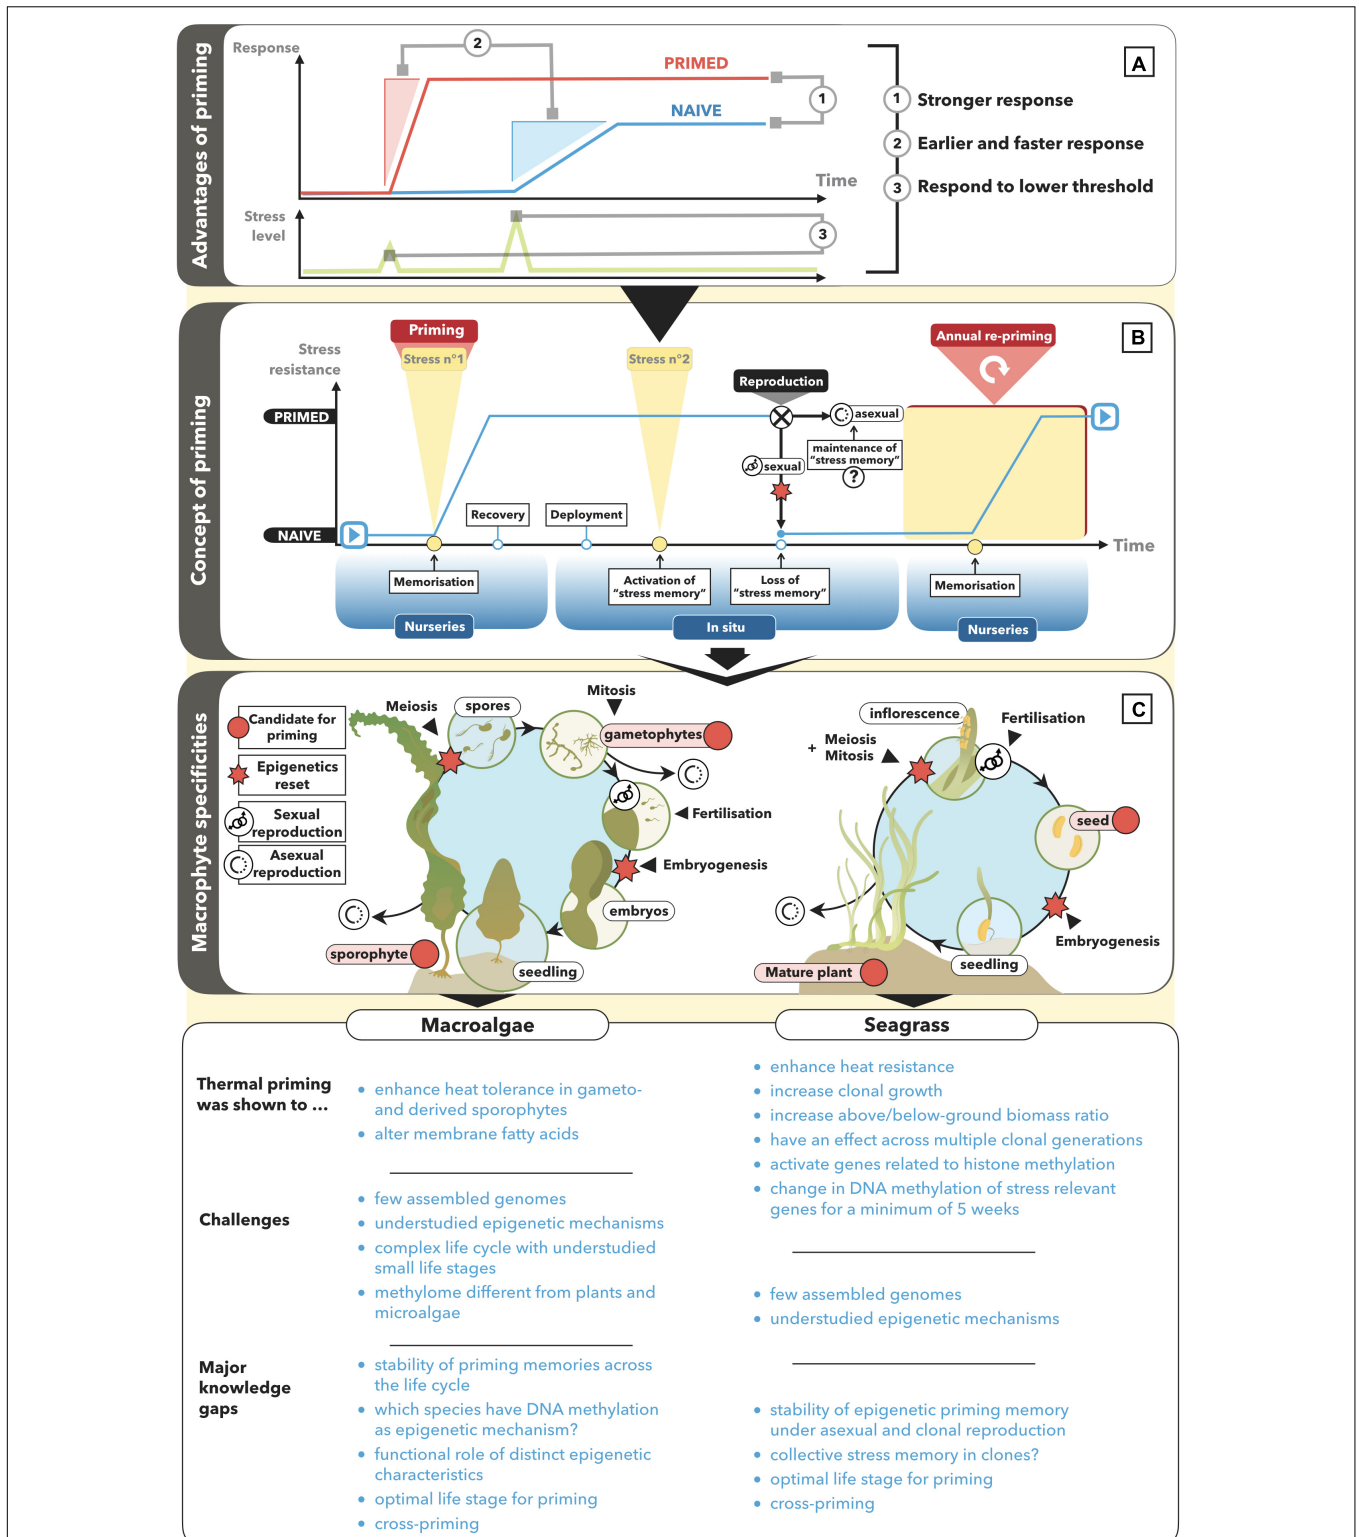 Advantages of priming
Response
2
A
PRIMED
1
NAIVE
Time
Stress
level
3
1 Stronger response
2 Earlier and faster response
3 Respond to lower threshold
Concept of priming
B
Stress
resistance
Priming
Stress n°1
Stress n°2
Annual re-priming
Reproduction
PRIMED
asexual
maintenance of
"stress memory"
?
sexual
NAIVE
Recovery
Deployment
Time
Memorisation
Activation of
"stress memory"
Loss of
"stress memory"
Memorisation
Nurseries
In situ
Nurseries
Macrophyte specificities
C
Candidate for
priming
Epigenetics
reset
Sexual
reproduction
Asexual
reproduction
Meiosis
spores
Mitosis
gametophytes
Fertilisation
Embryogenesis
embryos
seedling
sporophyte
inflorescence
Fertilisation
+ Meiosis
Mitosis
seed
Embryogenesis
seedling
Mature plant
Macroalgae
Seagrass
Thermal priming
was shown to ...
• enhance heat tolerance in gameto-
and derived sporophytes
• alter membrane fatty acids
• enhance heat resistance
• increase clonal growth
• increase above/below-ground biomass ratio
• have an effect across multiple clonal generations
• activate genes related to histone methylation
• change in DNA methylation of stress relevant
genes for a minimum of 5 weeks
Challenges
• few assembled genomes
• understudied epigenetic mechanisms
• complex life cycle with understudied
small life stages
• methylome different from plants and
microalgae
• few assembled genomes
• understudied epigenetic mechanisms
Major
knowledge
gaps
• stability of priming memories across
the life cycle
• which species have DNA methylation
as epigenetic mechanism?
• functional role of distinct epigenetic
characteristics
• optimal life stage for priming
• cross-priming
• stability of epigenetic priming memory
under asexual and clonal reproduction
• collective stress memory in clones?
• optimal life stage for priming
• cross-priming